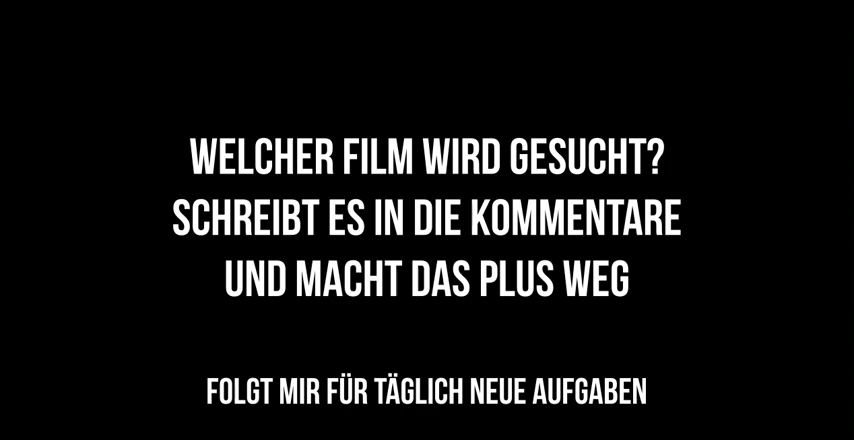 WELCHER FILM WIRD GESUCHT?
SCHREIBT ES IN DIE KOMMENTARE
UND MACHT DAS PLUS WEG
FOLGT MIR FÜR TÄGLICH NEUE AUFGABEN